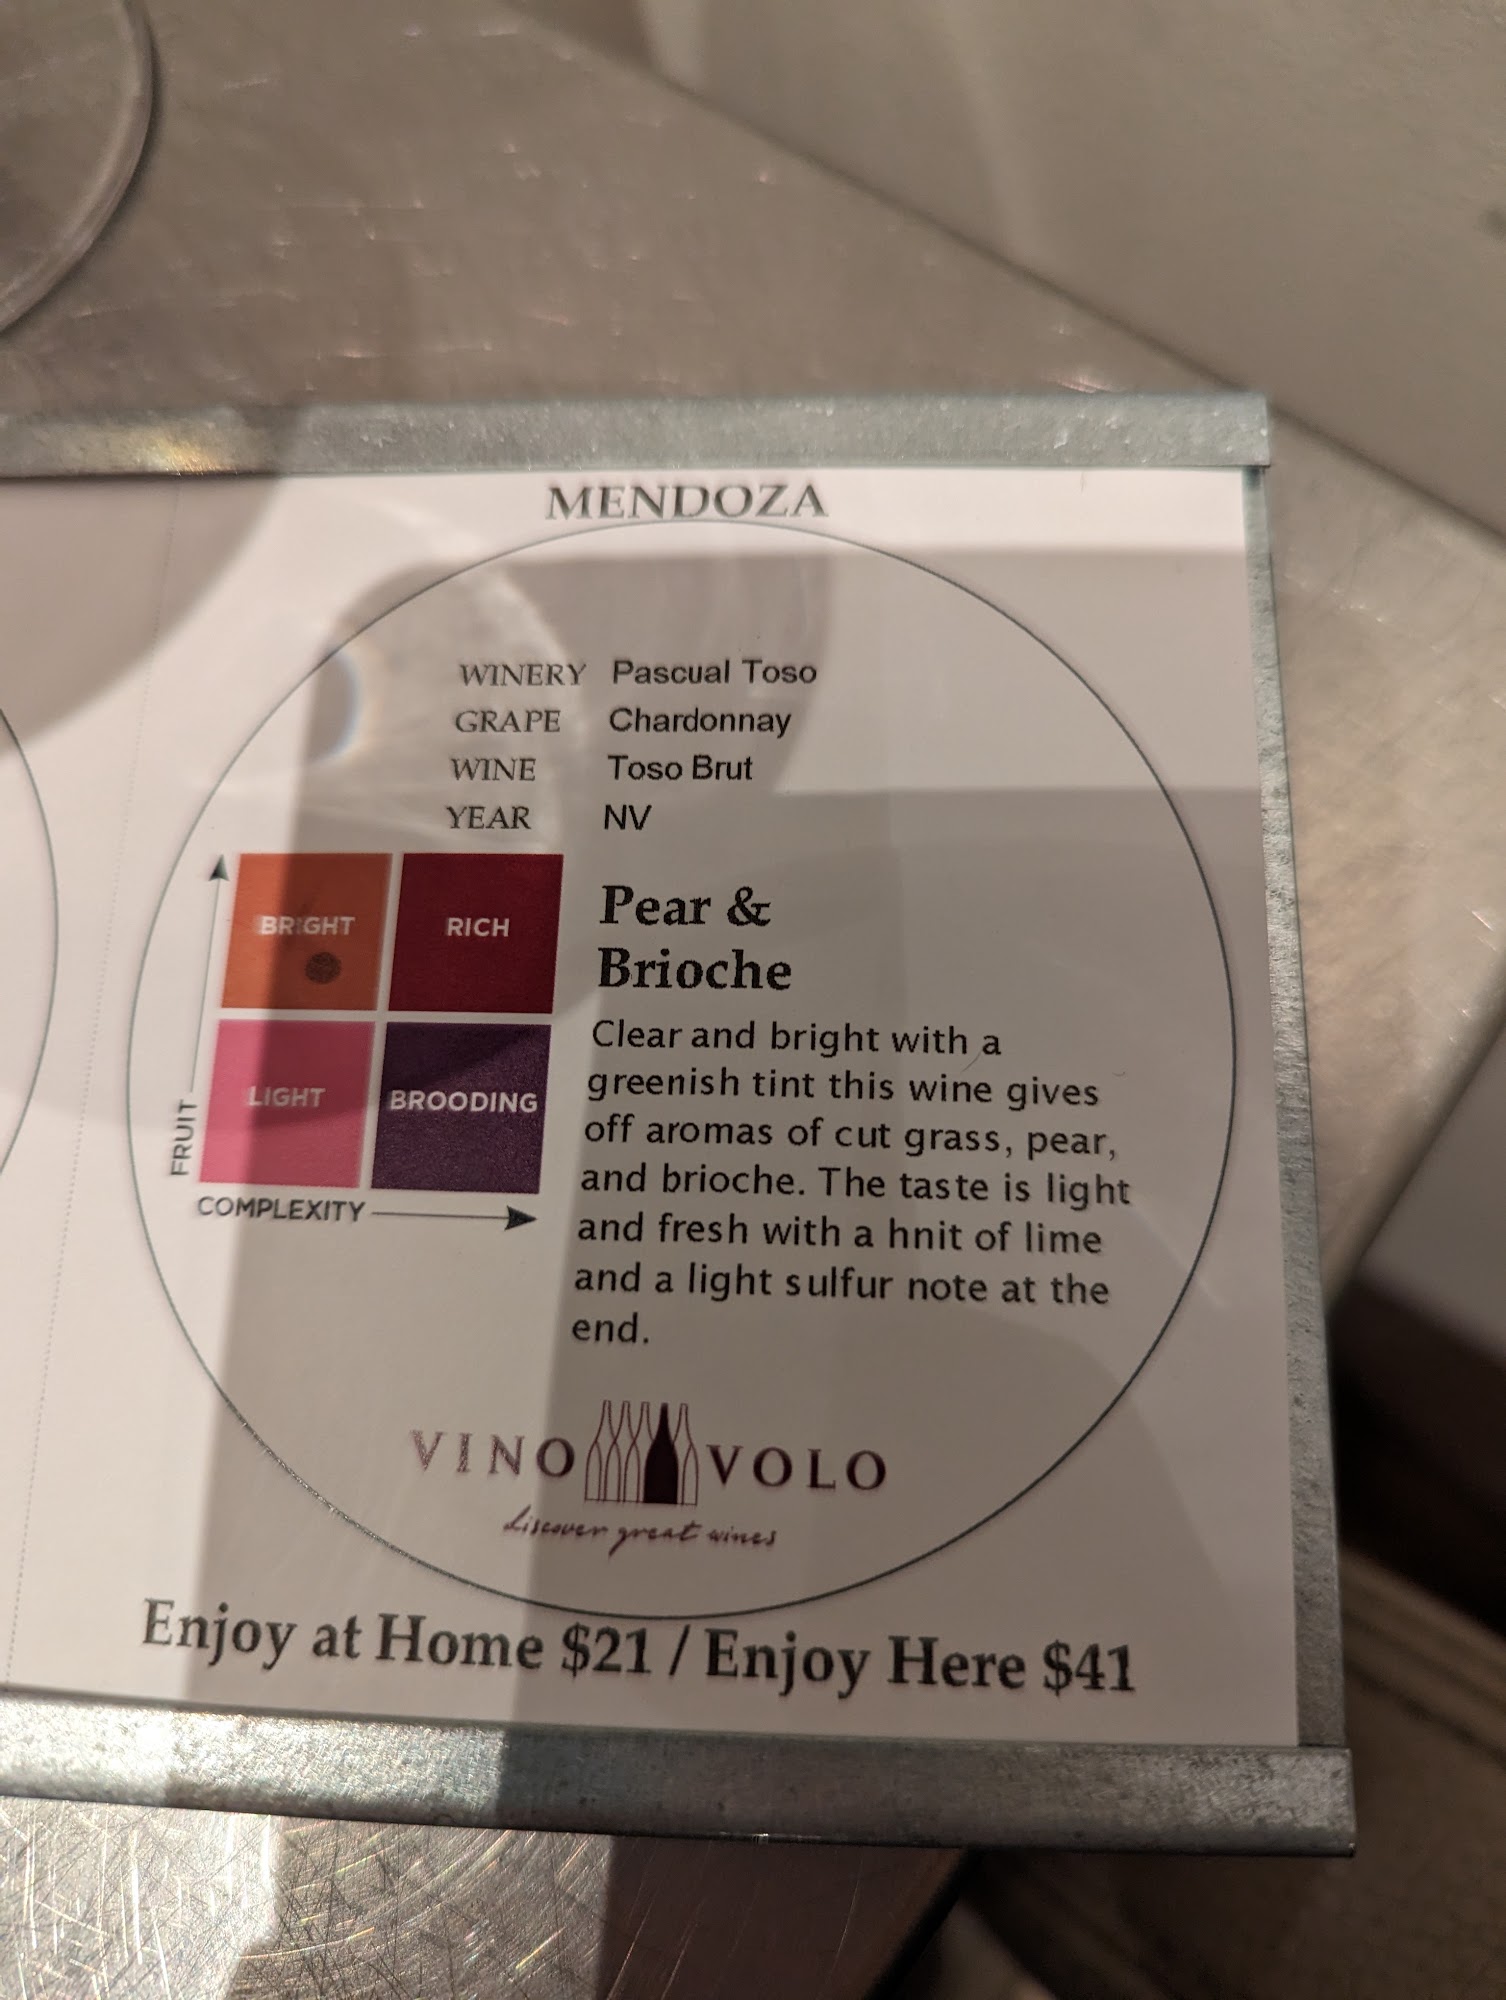 MENDOZA
WINERY Pascual Toso
GRAPE Chardonnay
WINE Toso Brut
YEAR NV
BRIGHT RICH
LIGHT BROODING
FRUIT
COMPLEXITY
Pear &
Brioche
Clear and bright with a
greenish tint this wine gives
off aromas of cut grass, pear,
and brioche. The taste is light
and fresh with a hnit of lime
and a light sulfur note at the
end.
VINO VOLO
discover great wines
Enjoy at Home $21 / Enjoy Here $41